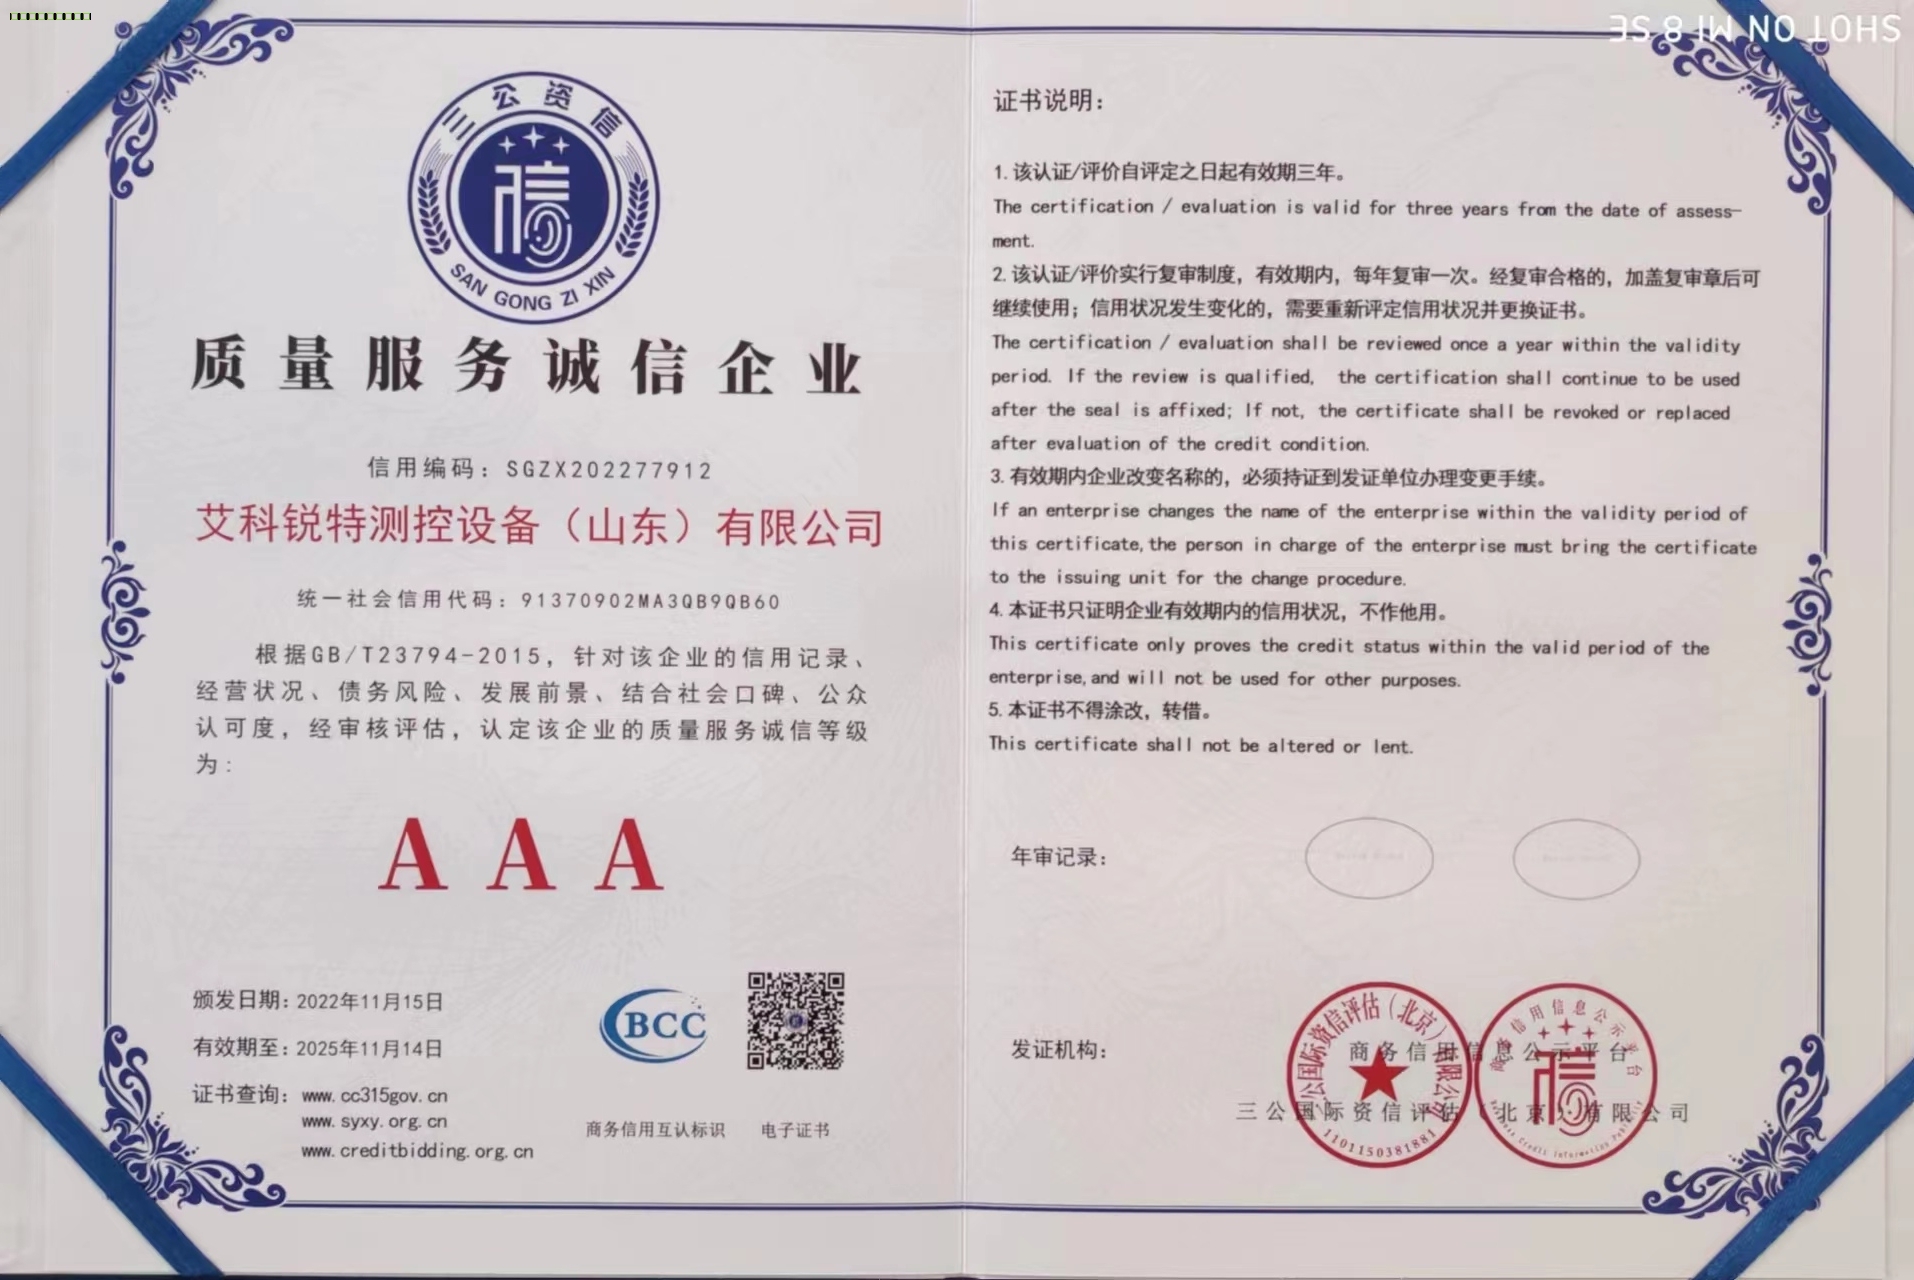 SHOT ON MI 8 SE
三公资信
SAN GONG ZI XIN
质量服务诚信企业
信用编码：SGZX202277912
艾科锐特测控设备（山东）有限公司
统一社会信用代码：91370902MA3QB9QB60
根据GB/T23794-2015，针对该企业的信用记录、
经营状况、债务风险、发展前景、结合社会口碑、公众
认可度，经审核评估，认定该企业的质量服务诚信等级
为：
AAA
颁发日期：2022年11月15日
有效期至：2025年11月14日
证书查询：www.cc315gov.cn
www.syxy.org.cn
www.creditbidding.org.cn
BCC
商务信用互认标识
电子证书
证书说明：
1. 该认证/评价自评定之日起有效期三年。
The certification / evaluation is valid for three years from the date of assess-
ment.
2. 该认证/评价实行复审制度，有效期内，每年复审一次。经复审合格的，加盖复审章后可
继续使用；信用状况发生变化的，需要重新评定信用状况并更换证书。
The certification / evaluation shall be reviewed once a year within the validity
period. If the review is qualified, the certification shall continue to be used
after the seal is affixed; If not, the certificate shall be revoked or replaced
after evaluation of the credit condition.
3. 有效期内企业改变名称的，必须持证到发证单位办理变更手续。
If an enterprise changes the name of the enterprise within the validity period of
this certificate, the person in charge of the enterprise must bring the certificate
to the issuing unit for the change procedure.
4. 本证书只证明企业有效期内的信用状况，不作他用。
This certificate only proves the credit status within the valid period of the
enterprise, and will not be used for other purposes.
5. 本证书不得涂改，转借。
This certificate shall not be altered or lent.
年审记录：
发证机构：
商务信用信息公示平台
三公国际资信评估（北京）有限公司
三公国际资信评估（北京）有限公司
1101150381881
商务信用信息公示平台
Business Credit Information Publicity